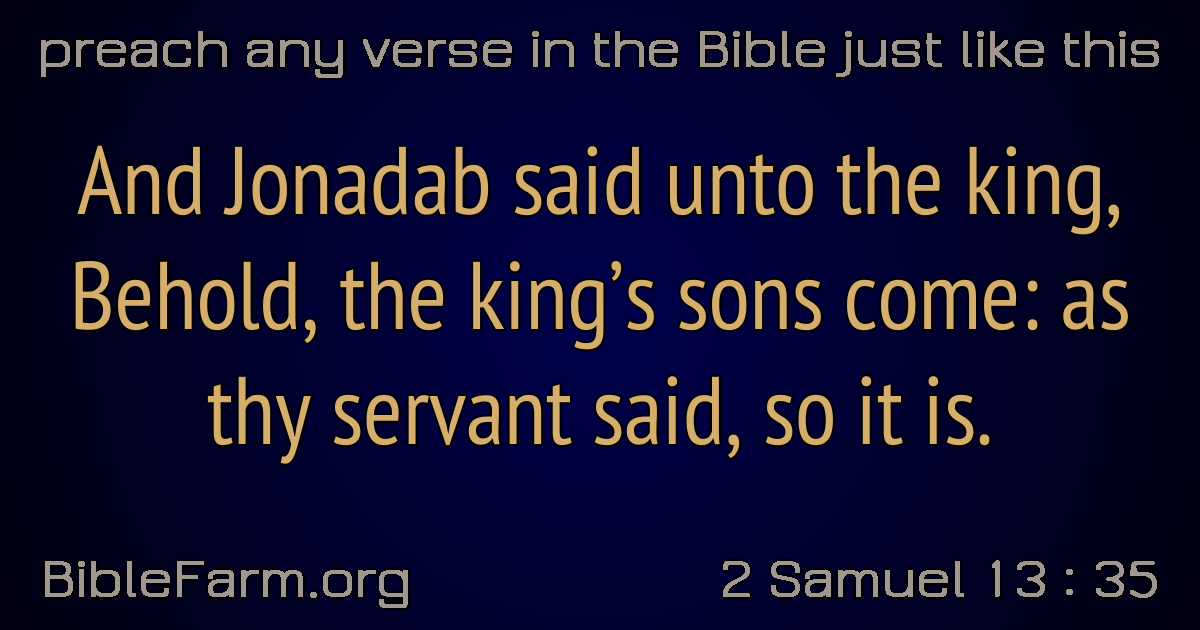 preach any verse in the Bible just like this
And Jonadab said unto the king,
Behold, the king’s sons come: as
thy servant said, so it is.
BibleFarm.org
2 Samuel 13 : 35